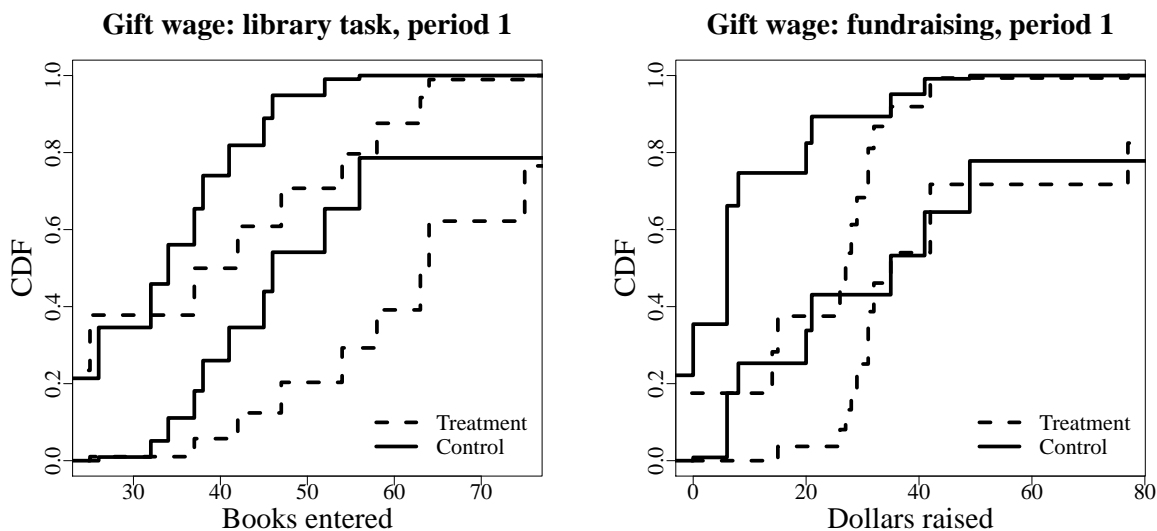 Gift wage: library task, period 1
CDF
0.0 0.2 0.4 0.6 0.8 1.0
Treatment
Control
30 40 50 60 70
Books entered
Gift wage: fundraising, period 1
CDF
0.0 0.2 0.4 0.6 0.8 1.0
Treatment
Control
0 20 40 60 80
Dollars raised